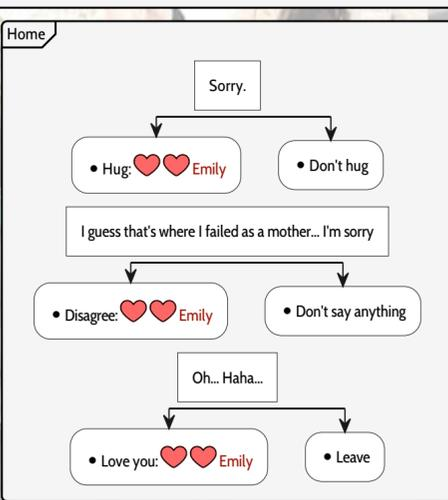 Home
Sorry.
• Hug: Emily
• Don't hug
I guess that's where I failed as a mother... I'm sorry
• Disagree: Emily
• Don't say anything
Oh... Haha...
• Love you: Emily
• Leave